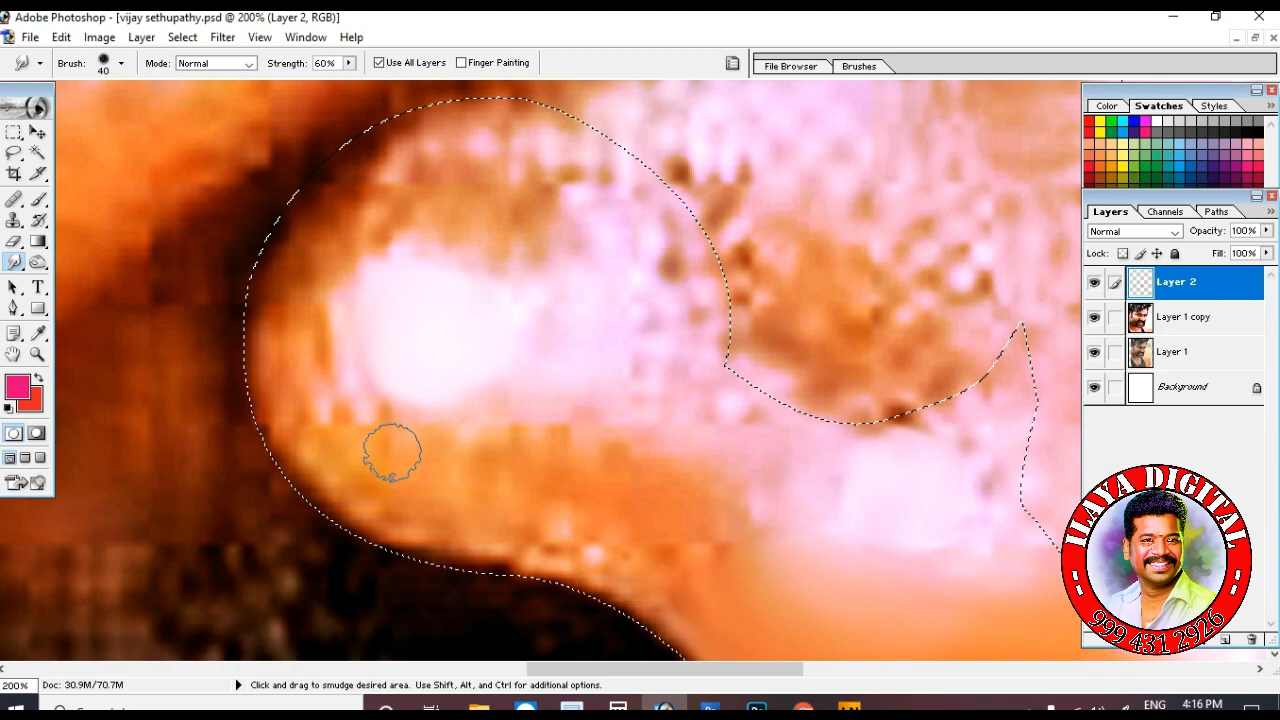 Adobe Photoshop - [vijay sethupathy.psd @ 200% (Layer 2, RGB)]
File Edit Image Layer Select Filter View Window Help
Brush: 40 Mode: Normal Strength: 60% Use All Layers Finger Painting File Browser Brushes
Color Swatches Styles
Layers Channels Paths
Normal Opacity: 100%
Lock: Fill: 100%
Layer 2
Layer 1 copy
Layer 1
Background
ILAYA DIGITAL
999 431 2926
200% Doc: 30.9M/70.7M Click and drag to smudge desired area. Use Shift, Alt, and Ctrl for additional options.
ENG 4:16 PM